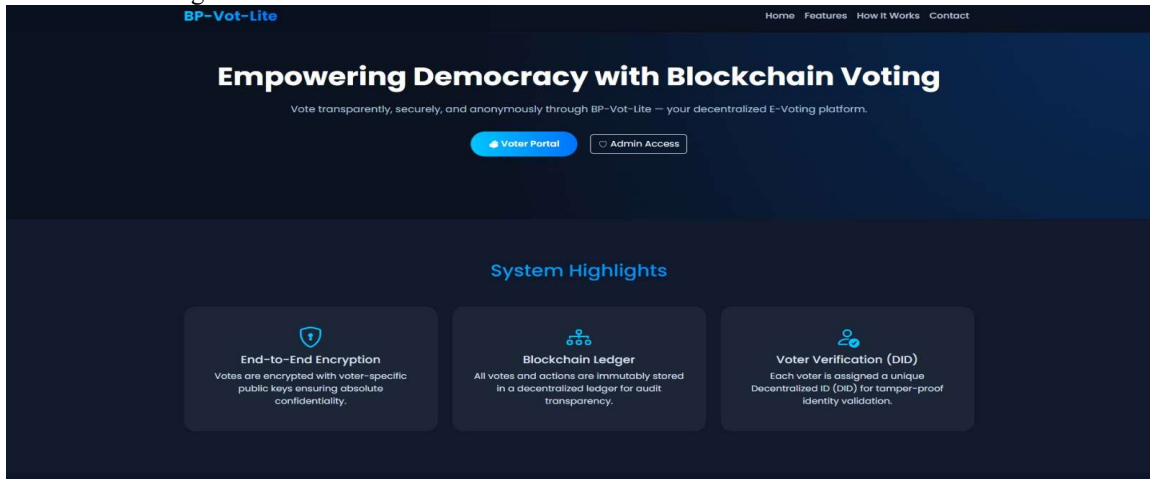 BP-Vot-Lite
Home Features How It Works Contact
Empowering Democracy with Blockchain Voting
Vote transparently, securely, and anonymously through BP-Vot-Lite — your decentralized E-Voting platform.
Voter Portal
Admin Access
System Highlights
End-to-End Encryption
Votes are encrypted with voter-specific
public keys ensuring absolute
confidentiality.
Blockchain Ledger
All votes and actions are immutably stored
in a decentralized ledger for audit
transparency.
Voter Verification (DID)
Each voter is assigned a unique
Decentralized ID (DID) for tamper-proof
identity validation.